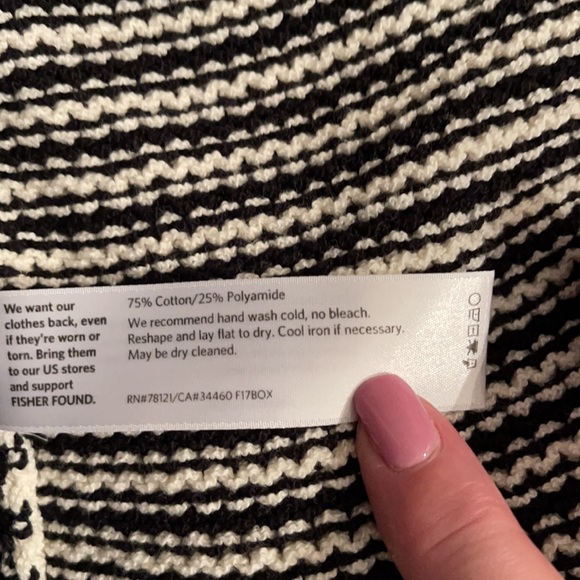 We want our
clothes back, even
if they're worn or
torn. Bring them
to our US stores
and support
FISHER FOUND.
75% Cotton/25% Polyamide
We recommend hand wash cold, no bleach.
Reshape and lay flat to dry. Cool iron if necessary.
May be dry cleaned.
RN#78121/CA#34460 F17BOX